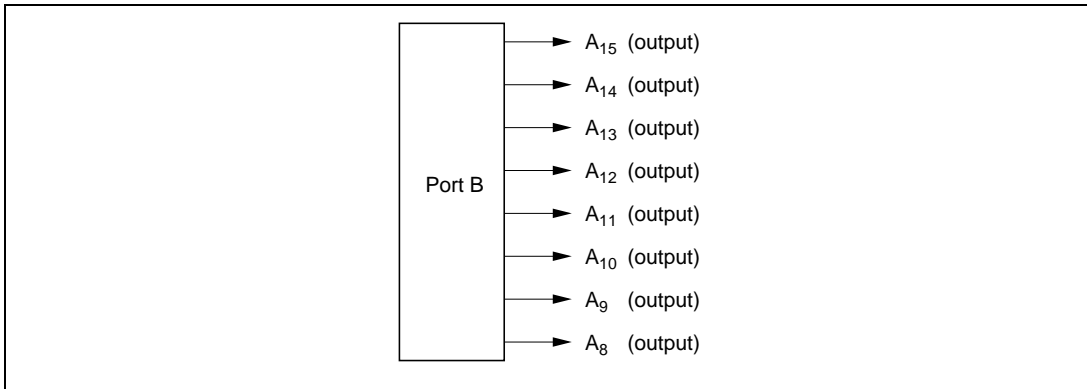 A15 (output)
A14 (output)
A13 (output)
A12 (output)
Port B
A11 (output)
A10 (output)
A9 (output)
A8 (output)